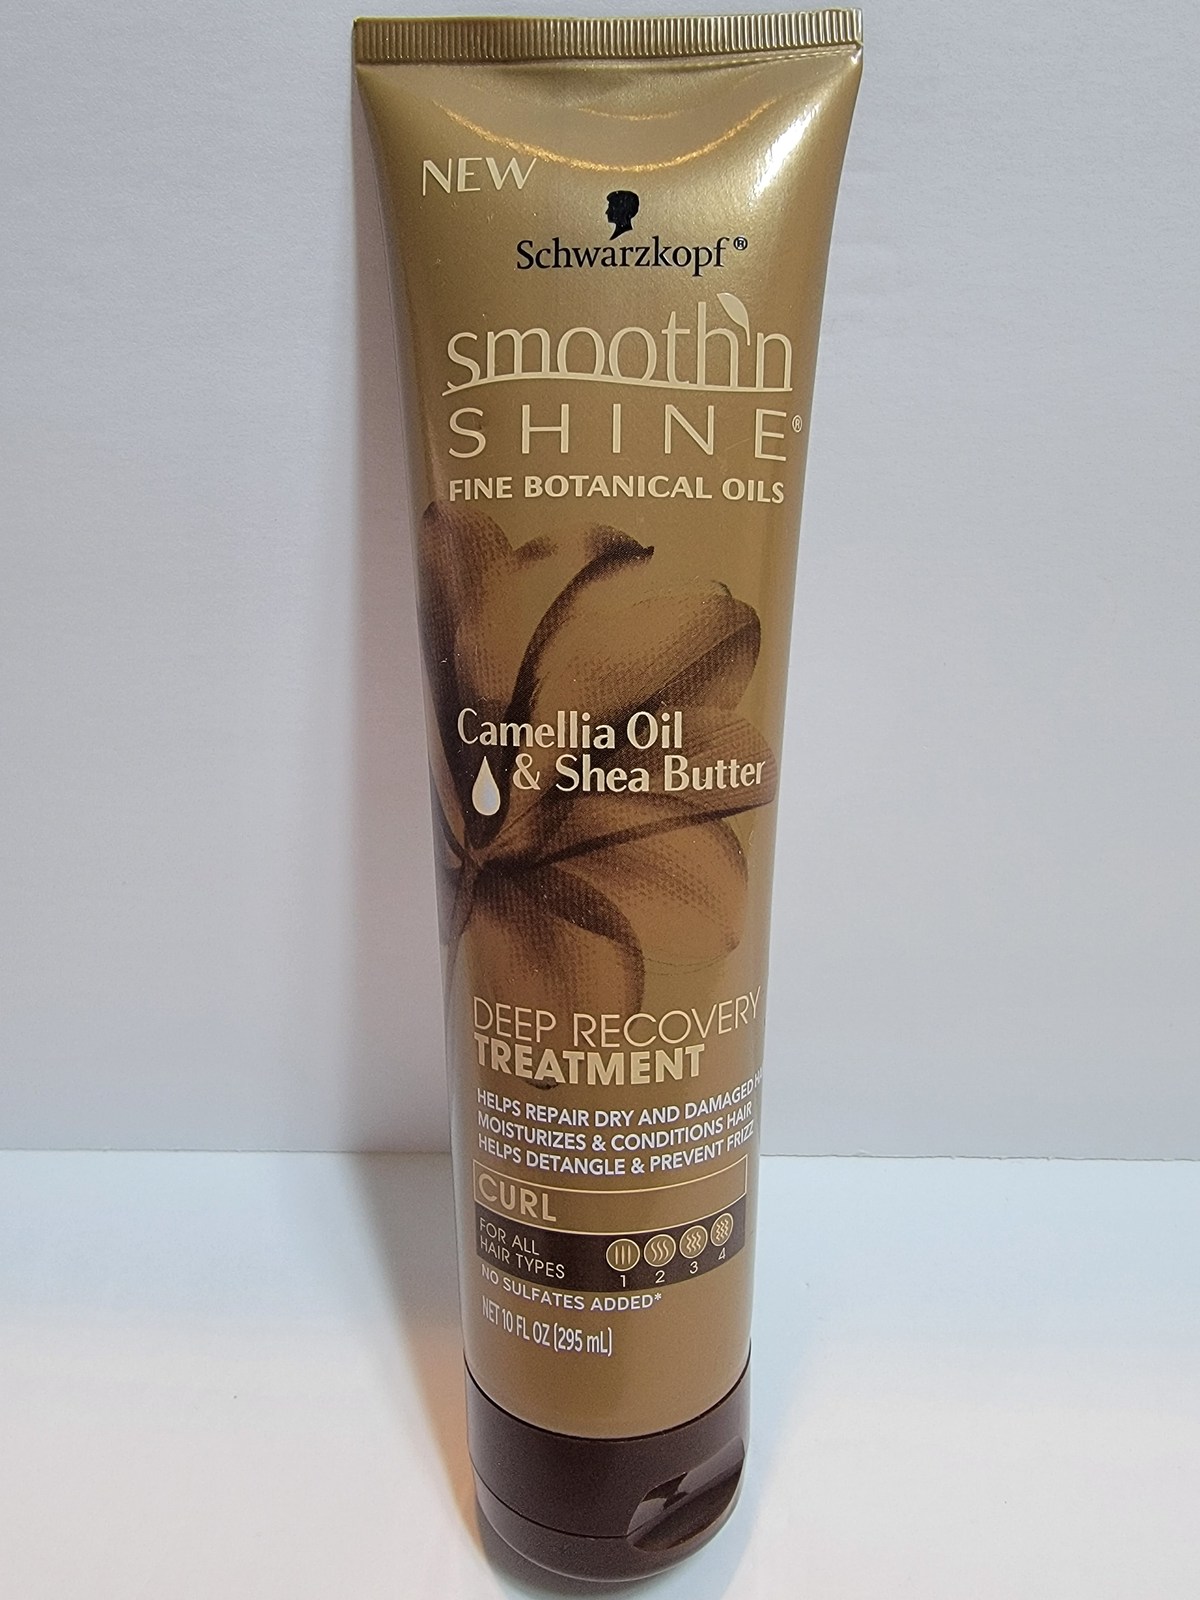 NEW
Schwarzkopf®
smooth'n
SHINE®
FINE BOTANICAL OILS
Camellia Oil
& Shea Butter
DEEP RECOVERY
TREATMENT
HELPS REPAIR DRY AND DAMAGED
MOISTURIZES & CONDITIONS HAIR
HELPS DETANGLE & PREVENT FRIZZ
CURL
FOR ALL
HAIR TYPES
1 2 3 4
NO SULFATES ADDED*
NET 10 FL OZ (295 mL)